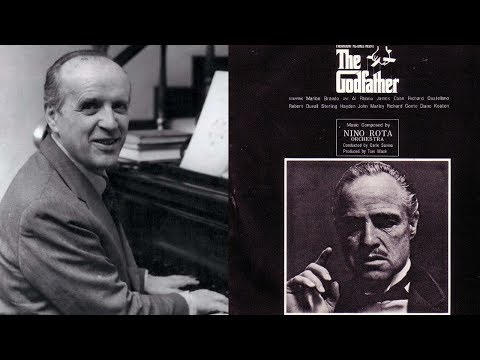 The
Godfather
Marlon Brando Al Pacino James Caan Richard Castellano
Robert Duvall Sterling Hayden John Marley Richard Conte Diane Keaton
Music Composed by
NINO ROTA
ORCHESTRA
Conducted by Carlo Savina
Produced by Tom Mack